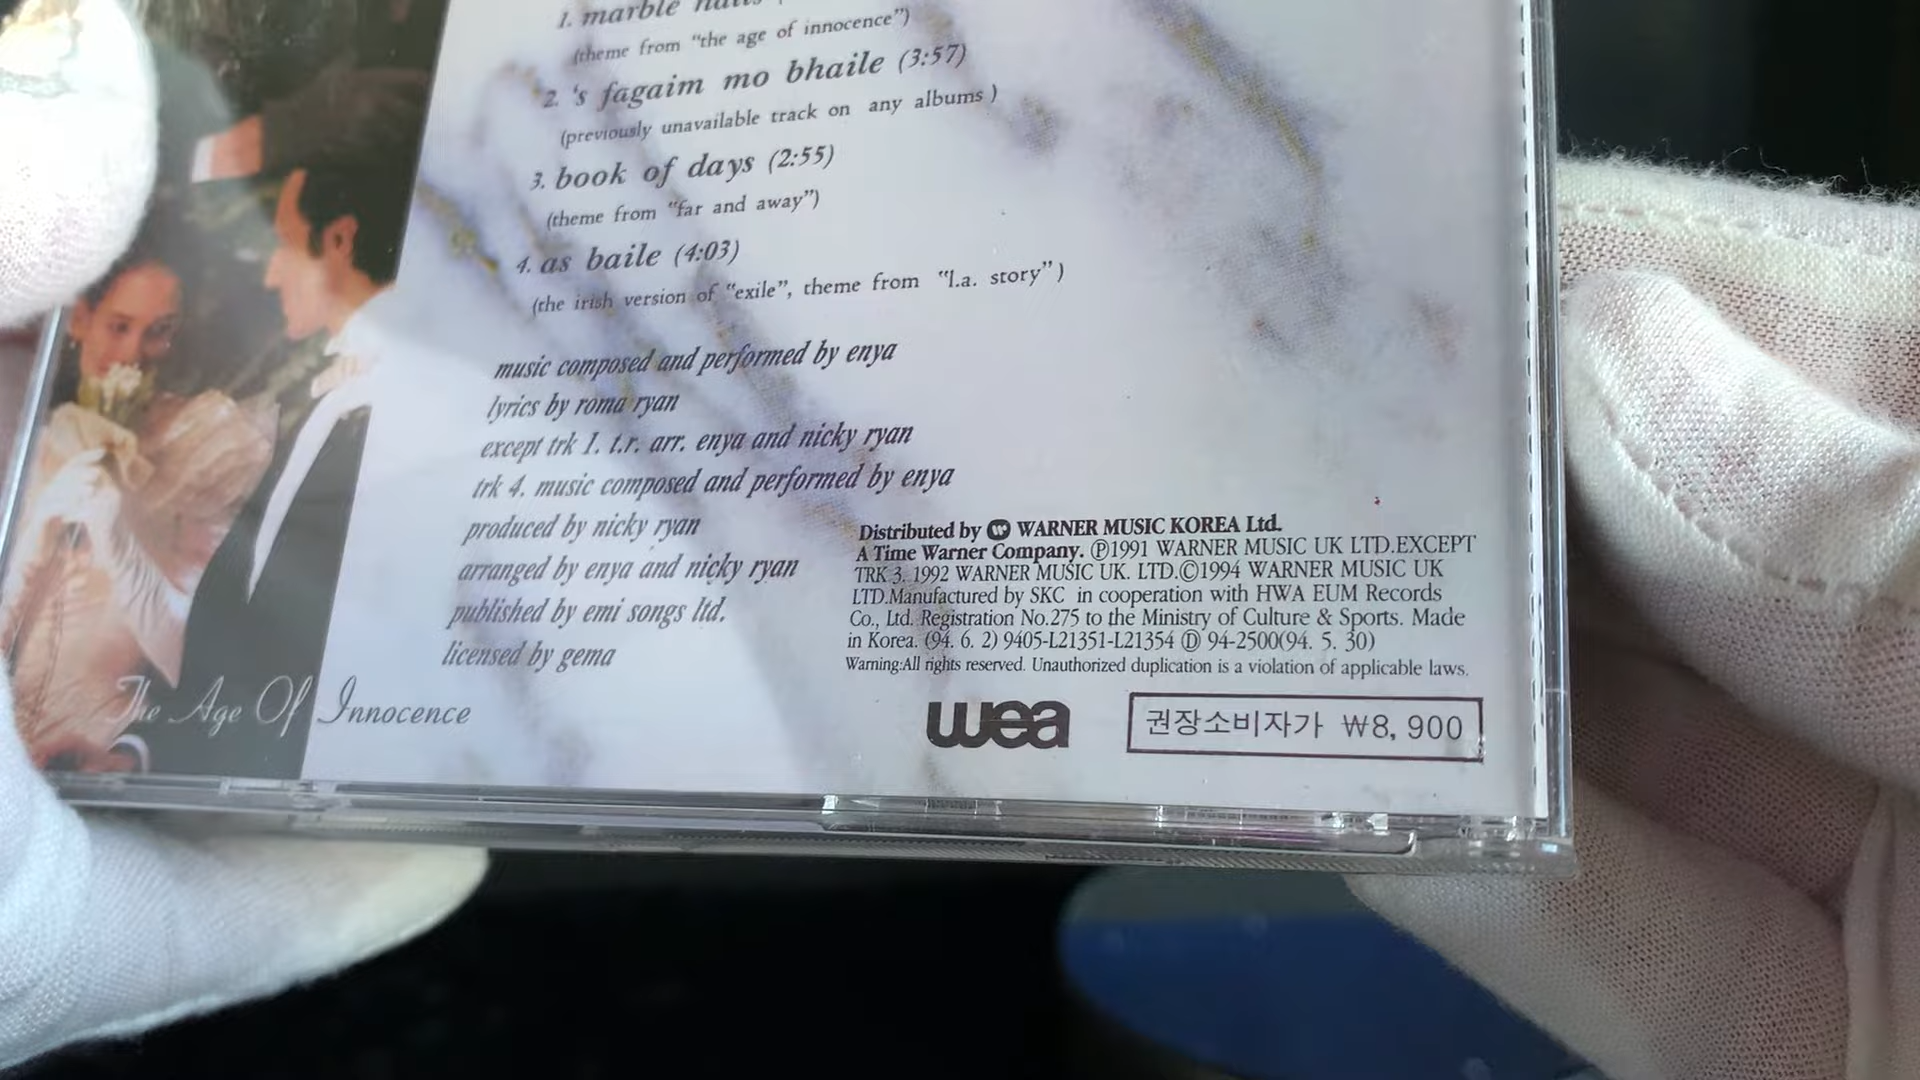 1. marble
(theme from "the age of innocence")
2. 's fagaim mo bhaile (3:57)
(previously unavailable track on any albums )
3. book of days (2:55)
(theme from "far and away")
4. as baile (4:03)
(the irish version of "exile", theme from "l.a. story" )
music composed and performed by enya
lyrics by roma ryan
except trk 1. t.r. arr. enya and nicky ryan
trk 4. music composed and performed by enya
produced by nicky ryan
arranged by enya and nicky ryan
published by emi songs ltd.
licensed by gema
The Age Of Innocence
Distributed by WARNER MUSIC KOREA Ltd.
A Time Warner Company. Ⓟ1991 WARNER MUSIC UK LTD.EXCEPT
TRK 3. 1992 WARNER MUSIC UK. LTD.Ⓒ1994 WARNER MUSIC UK
LTD.Manufactured by SKC in cooperation with HWA EUM Records
Co., Ltd. Registration No.275 to the Ministry of Culture & Sports. Made
in Korea. (94. 6. 2) 9405-L21351-L21354 Ⓓ 94-2500(94. 5. 30)
Warning:All rights reserved. Unauthorized duplication is a violation of applicable laws.
wea
권장소비자가 ₩8, 900